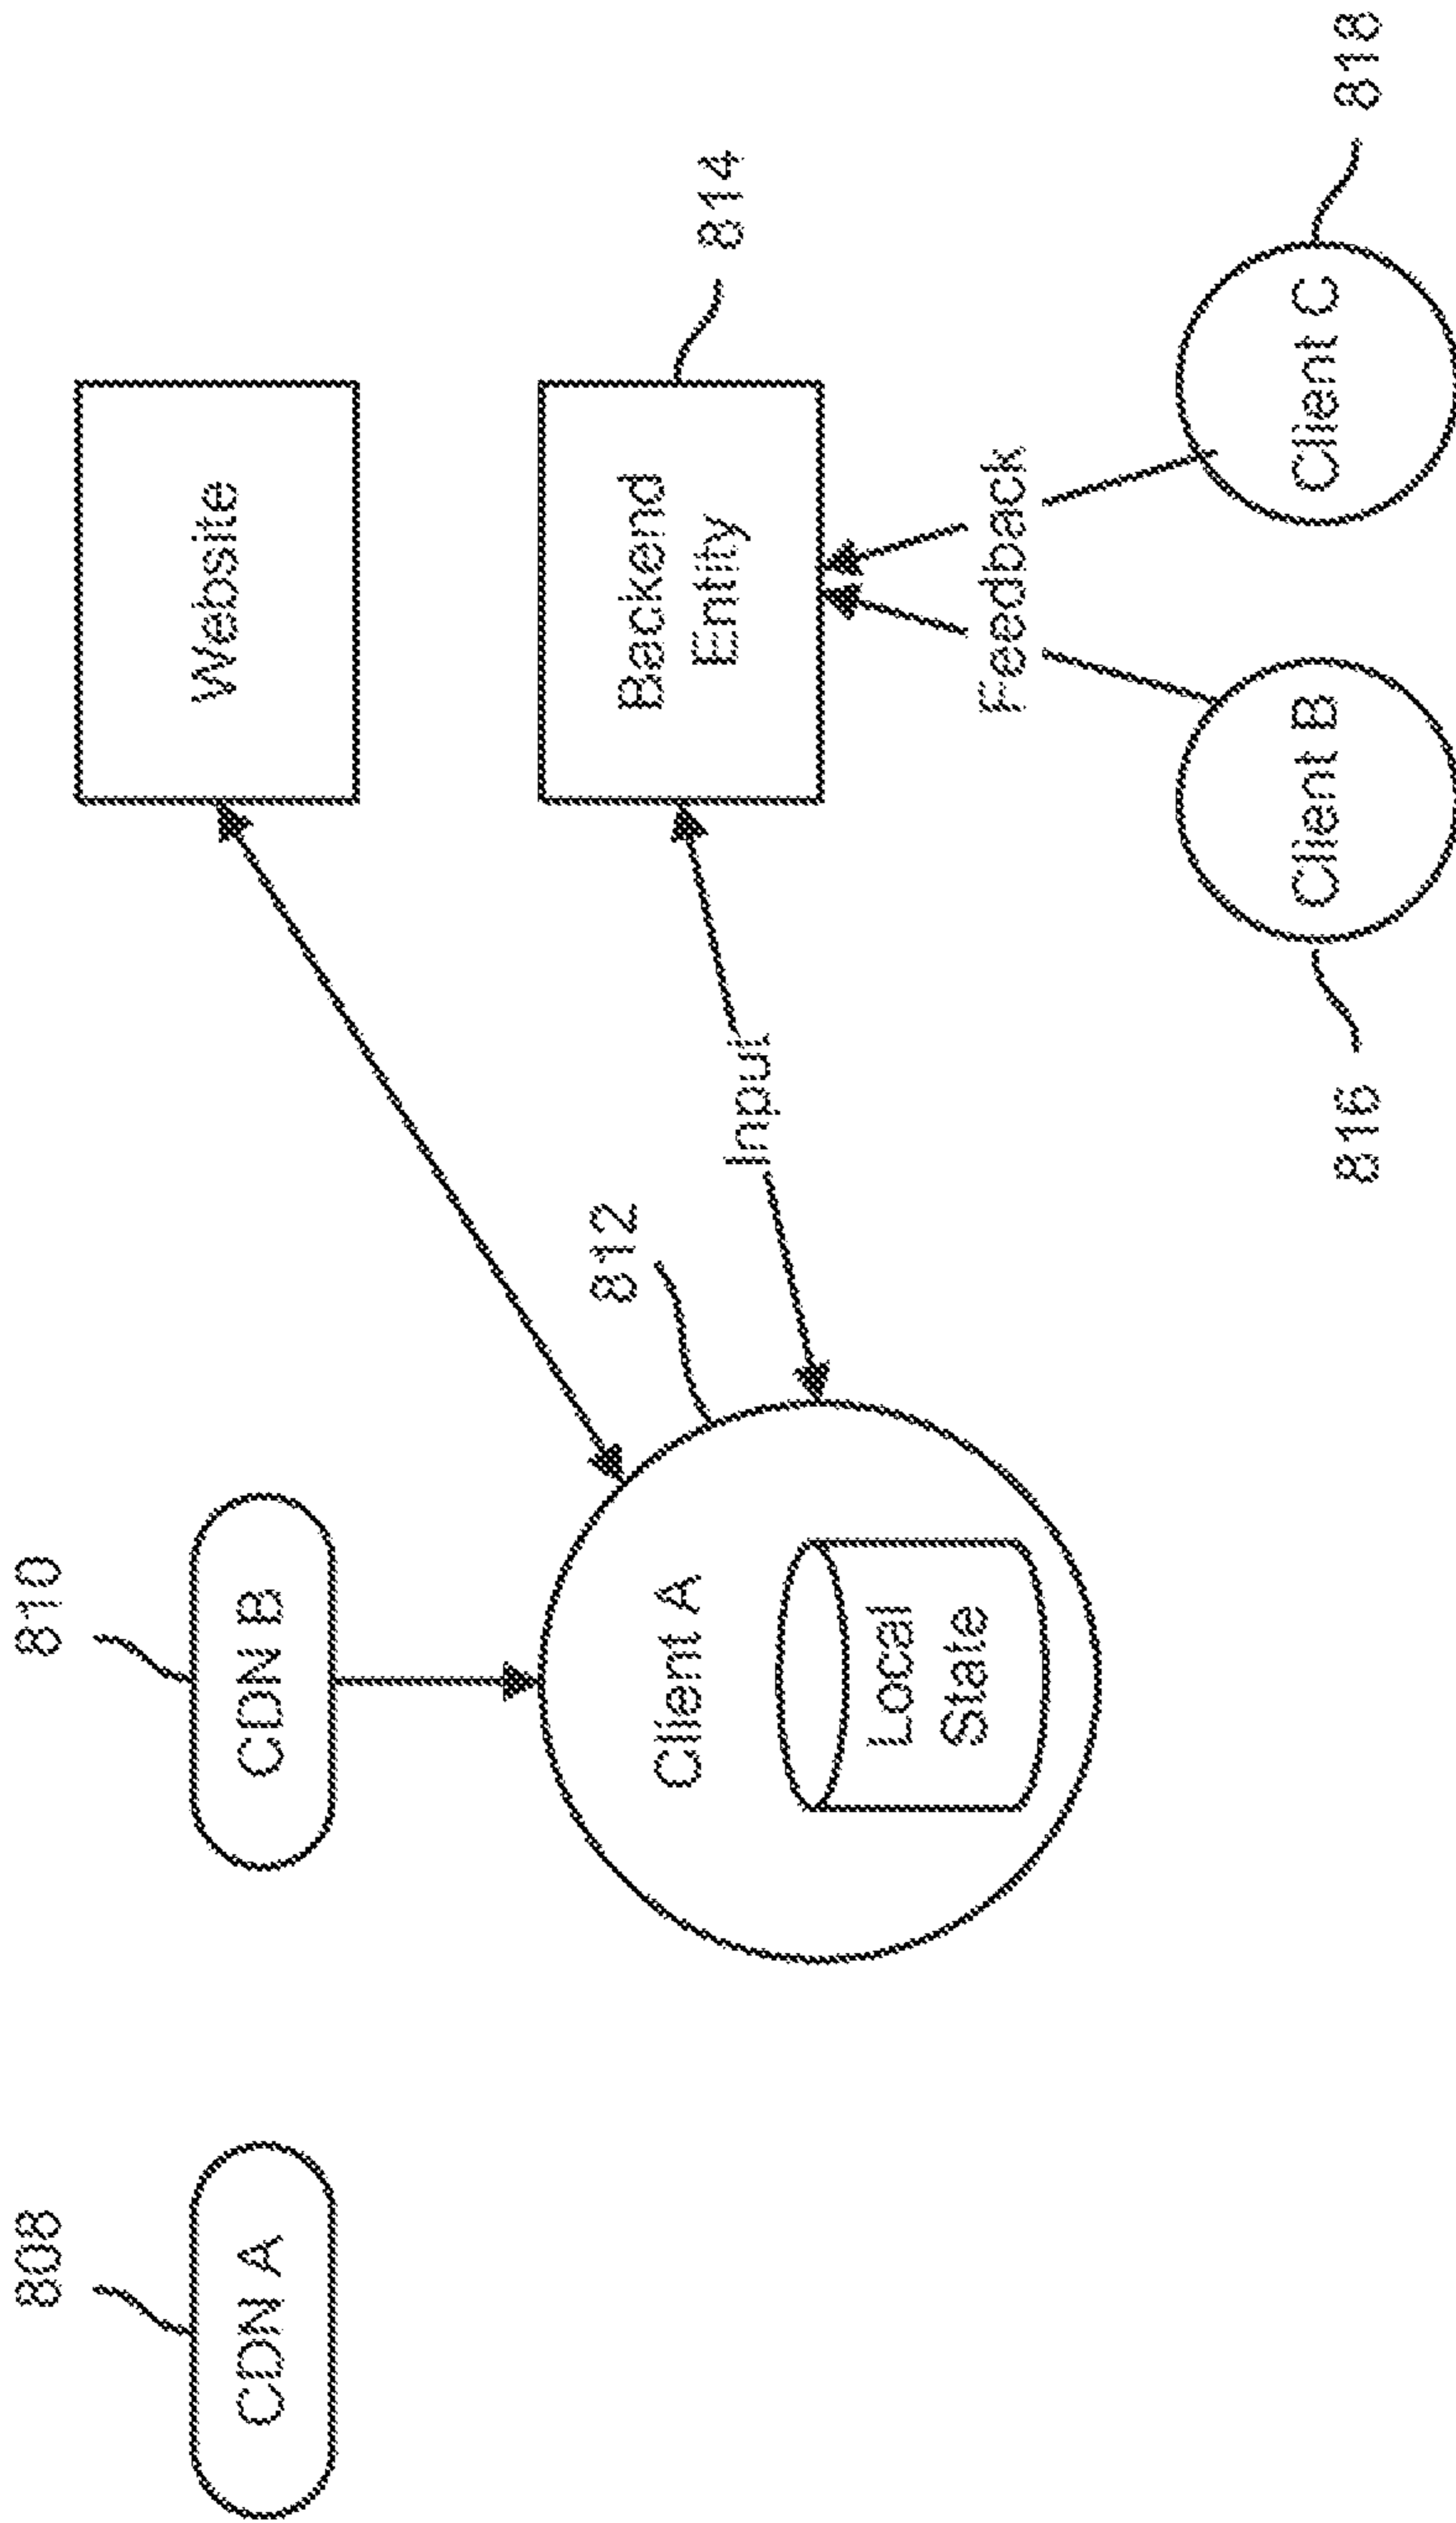 808
810
CDN A
CDN B
Website
812
814
Client A
Local
State
Input
Backend
Entity
Feedback
816
818
Client B
Client C